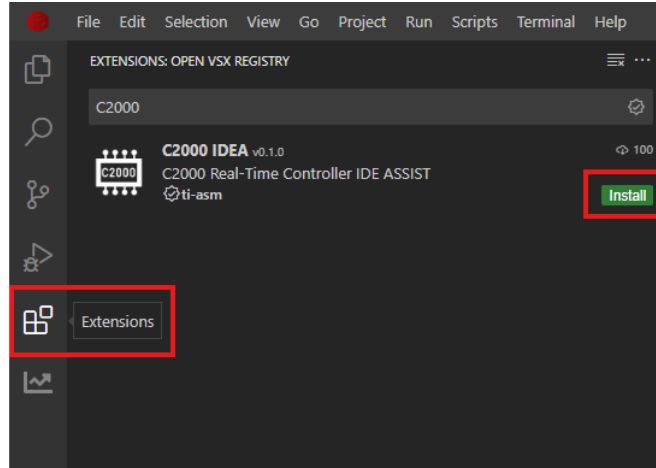 File Edit Selection View Go Project Run Scripts Terminal Help
EXTENSIONS: OPEN VSX REGISTRY
C2000
C2000 IDEA v0.1.0 100
C2000
C2000 Real-Time Controller IDE ASSIST
ti-asm Install
Extensions